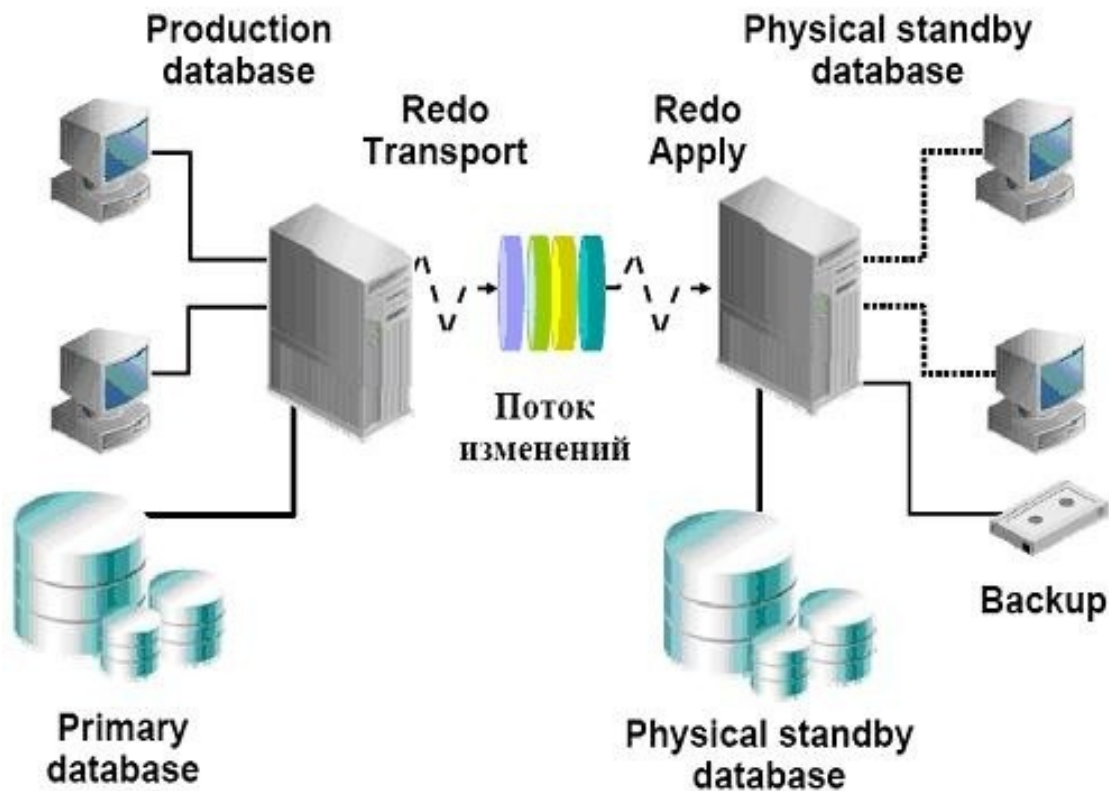 Production
database
Physical standby
database
Redo
Transport
Redo
Apply
Поток
изменений
Backup
Primary
database
Physical standby
database